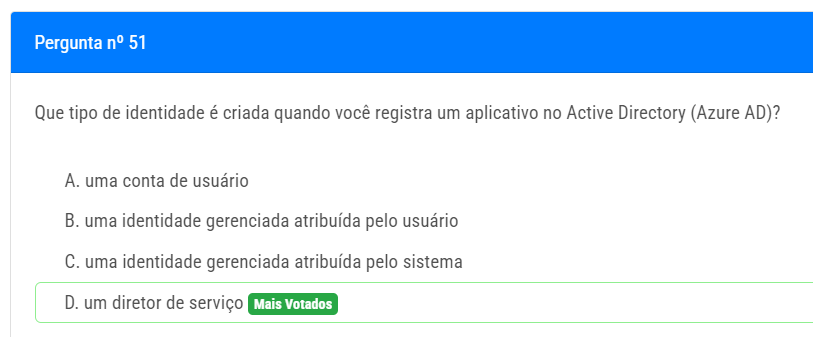 Pergunta nº 51
Que tipo de identidade é criada quando você registra um aplicativo no Active Directory (Azure AD)?
A. uma conta de usuário
B. uma identidade gerenciada atribuída pelo usuário
C. uma identidade gerenciada atribuída pelo sistema
D. um diretor de serviço Mais Votados